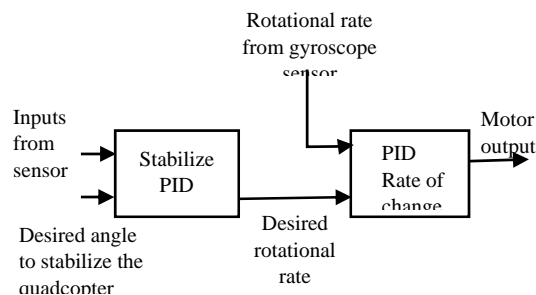 Rotational rate
from gyroscope
sensor
Inputs
from
sensor
Stabilize
PID
PID
Rate of
change
Motor
output
Desired
rotational
rate
Desired angle
to stabilize the
quadcopter